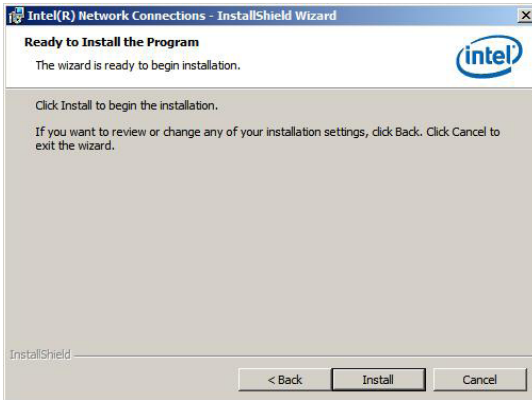 Intel(R) Network Connections - InstallShield Wizard
Ready to Install the Program
The wizard is ready to begin installation.
intel
Click Install to begin the installation.
If you want to review or change any of your installation settings, click Back. Click Cancel to
exit the wizard.
InstallShield
< Back Install Cancel